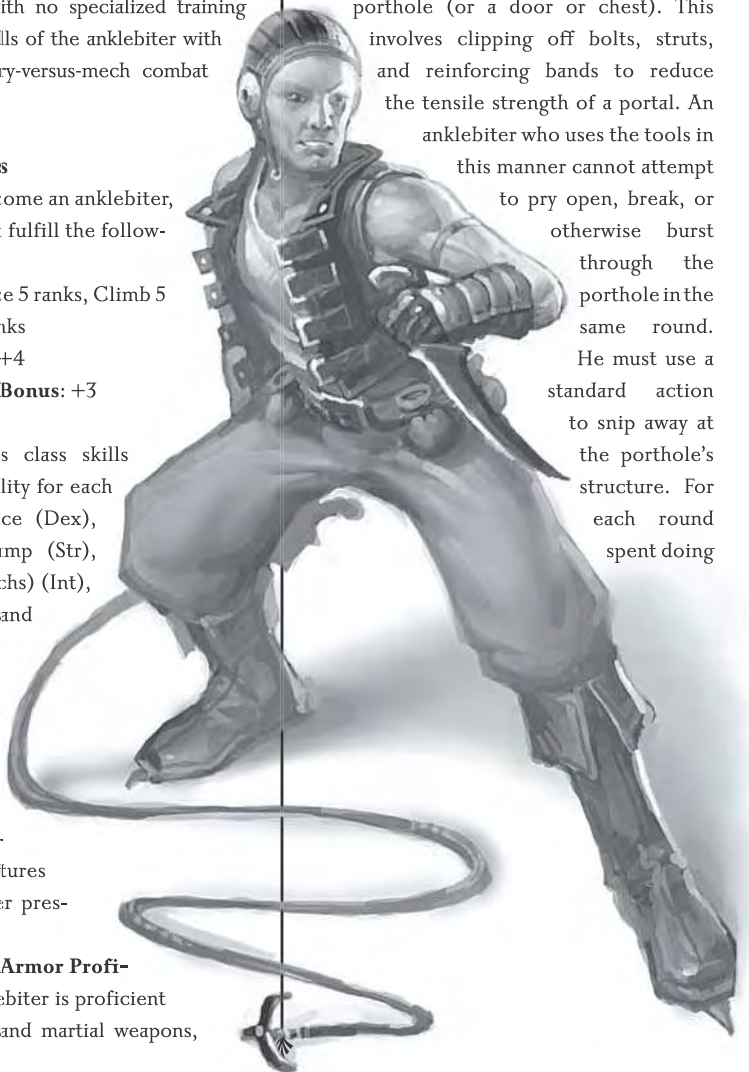 ith no specialized training
lls of the anklebiter with
ry-versus-mech combat
s
come an anklebiter,
fulfill the follow-
ce 5 ranks, Climb 5
nks
+4
Bonus: +3
s class skills
lity for each
ce (Dex),
ump (Str),
chs) (Int),
and
tures
er pres-
Armor Profi-
ebiter is proficient
and martial weapons,
porthole (or a door or chest). This
involves clipping off bolts, struts,
and reinforcing bands to reduce
the tensile strength of a portal. An
anklebiter who uses the tools in
this manner cannot attempt
to pry open, break, or
otherwise burst
through the
porthole in the
same round.
He must use a
standard action
to snip away at
the porthole's
structure. For
each round
spent doing